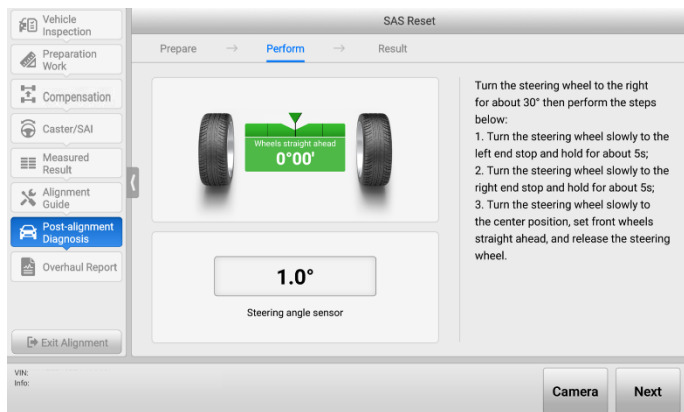 SAS Reset
Vehicle
Inspection
Preparation
Work
Compensation
Caster/SAI
Measured
Result
Alignment
Guide
Post-alignment
Diagnosis
Overhaul Report
Exit Alignment
Prepare → Perform → Result
Wheels straight ahead
0°00'
1.0°
Steering angle sensor
Turn the steering wheel to the right
for about 30° then perform the steps
below:
1. Turn the steering wheel slowly to the
left end stop and hold for about 5s;
2. Turn the steering wheel slowly to the
right end stop and hold for about 5s;
3. Turn the steering wheel slowly to
the center position, set front wheels
straight ahead, and release the steering
wheel.
VIN:
Info:
Camera
Next